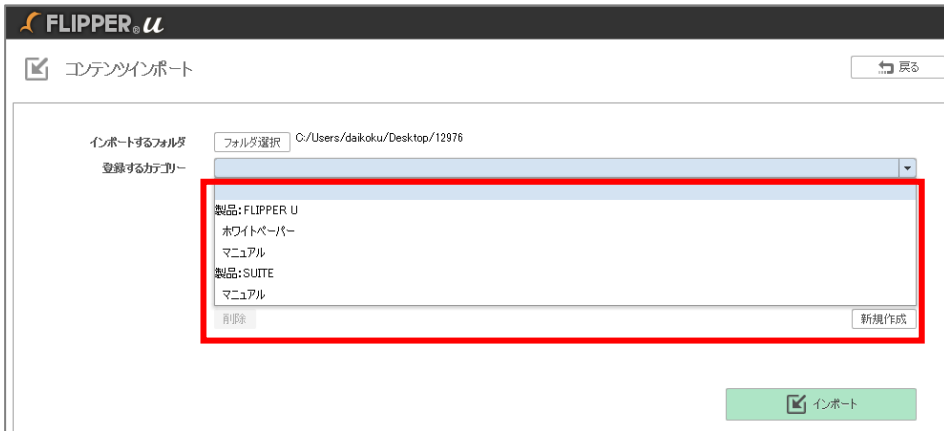 FLIPPER® U
コンテンツインポート
戻る
インポートするフォルダ
フォルダ選択
C:/Users/daikoku/Desktop/12976
登録するカテゴリー
製品:FLIPPER U
ホワイトペーパー
マニュアル
製品:SUITE
マニュアル
削除
新規作成
インポート